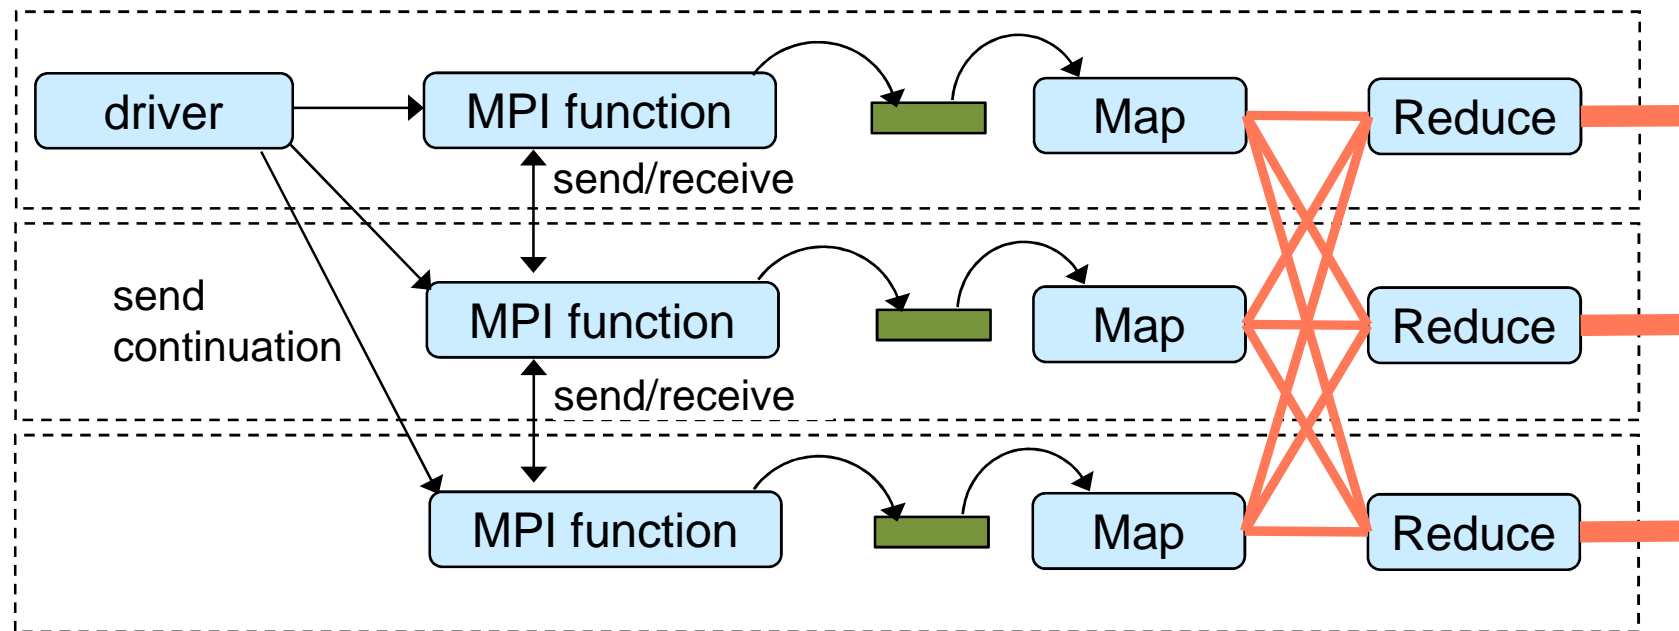 driver
MPI function
Map
Reduce
send/receive
send
continuation
MPI function
Map
Reduce
send/receive
MPI function
Map
Reduce